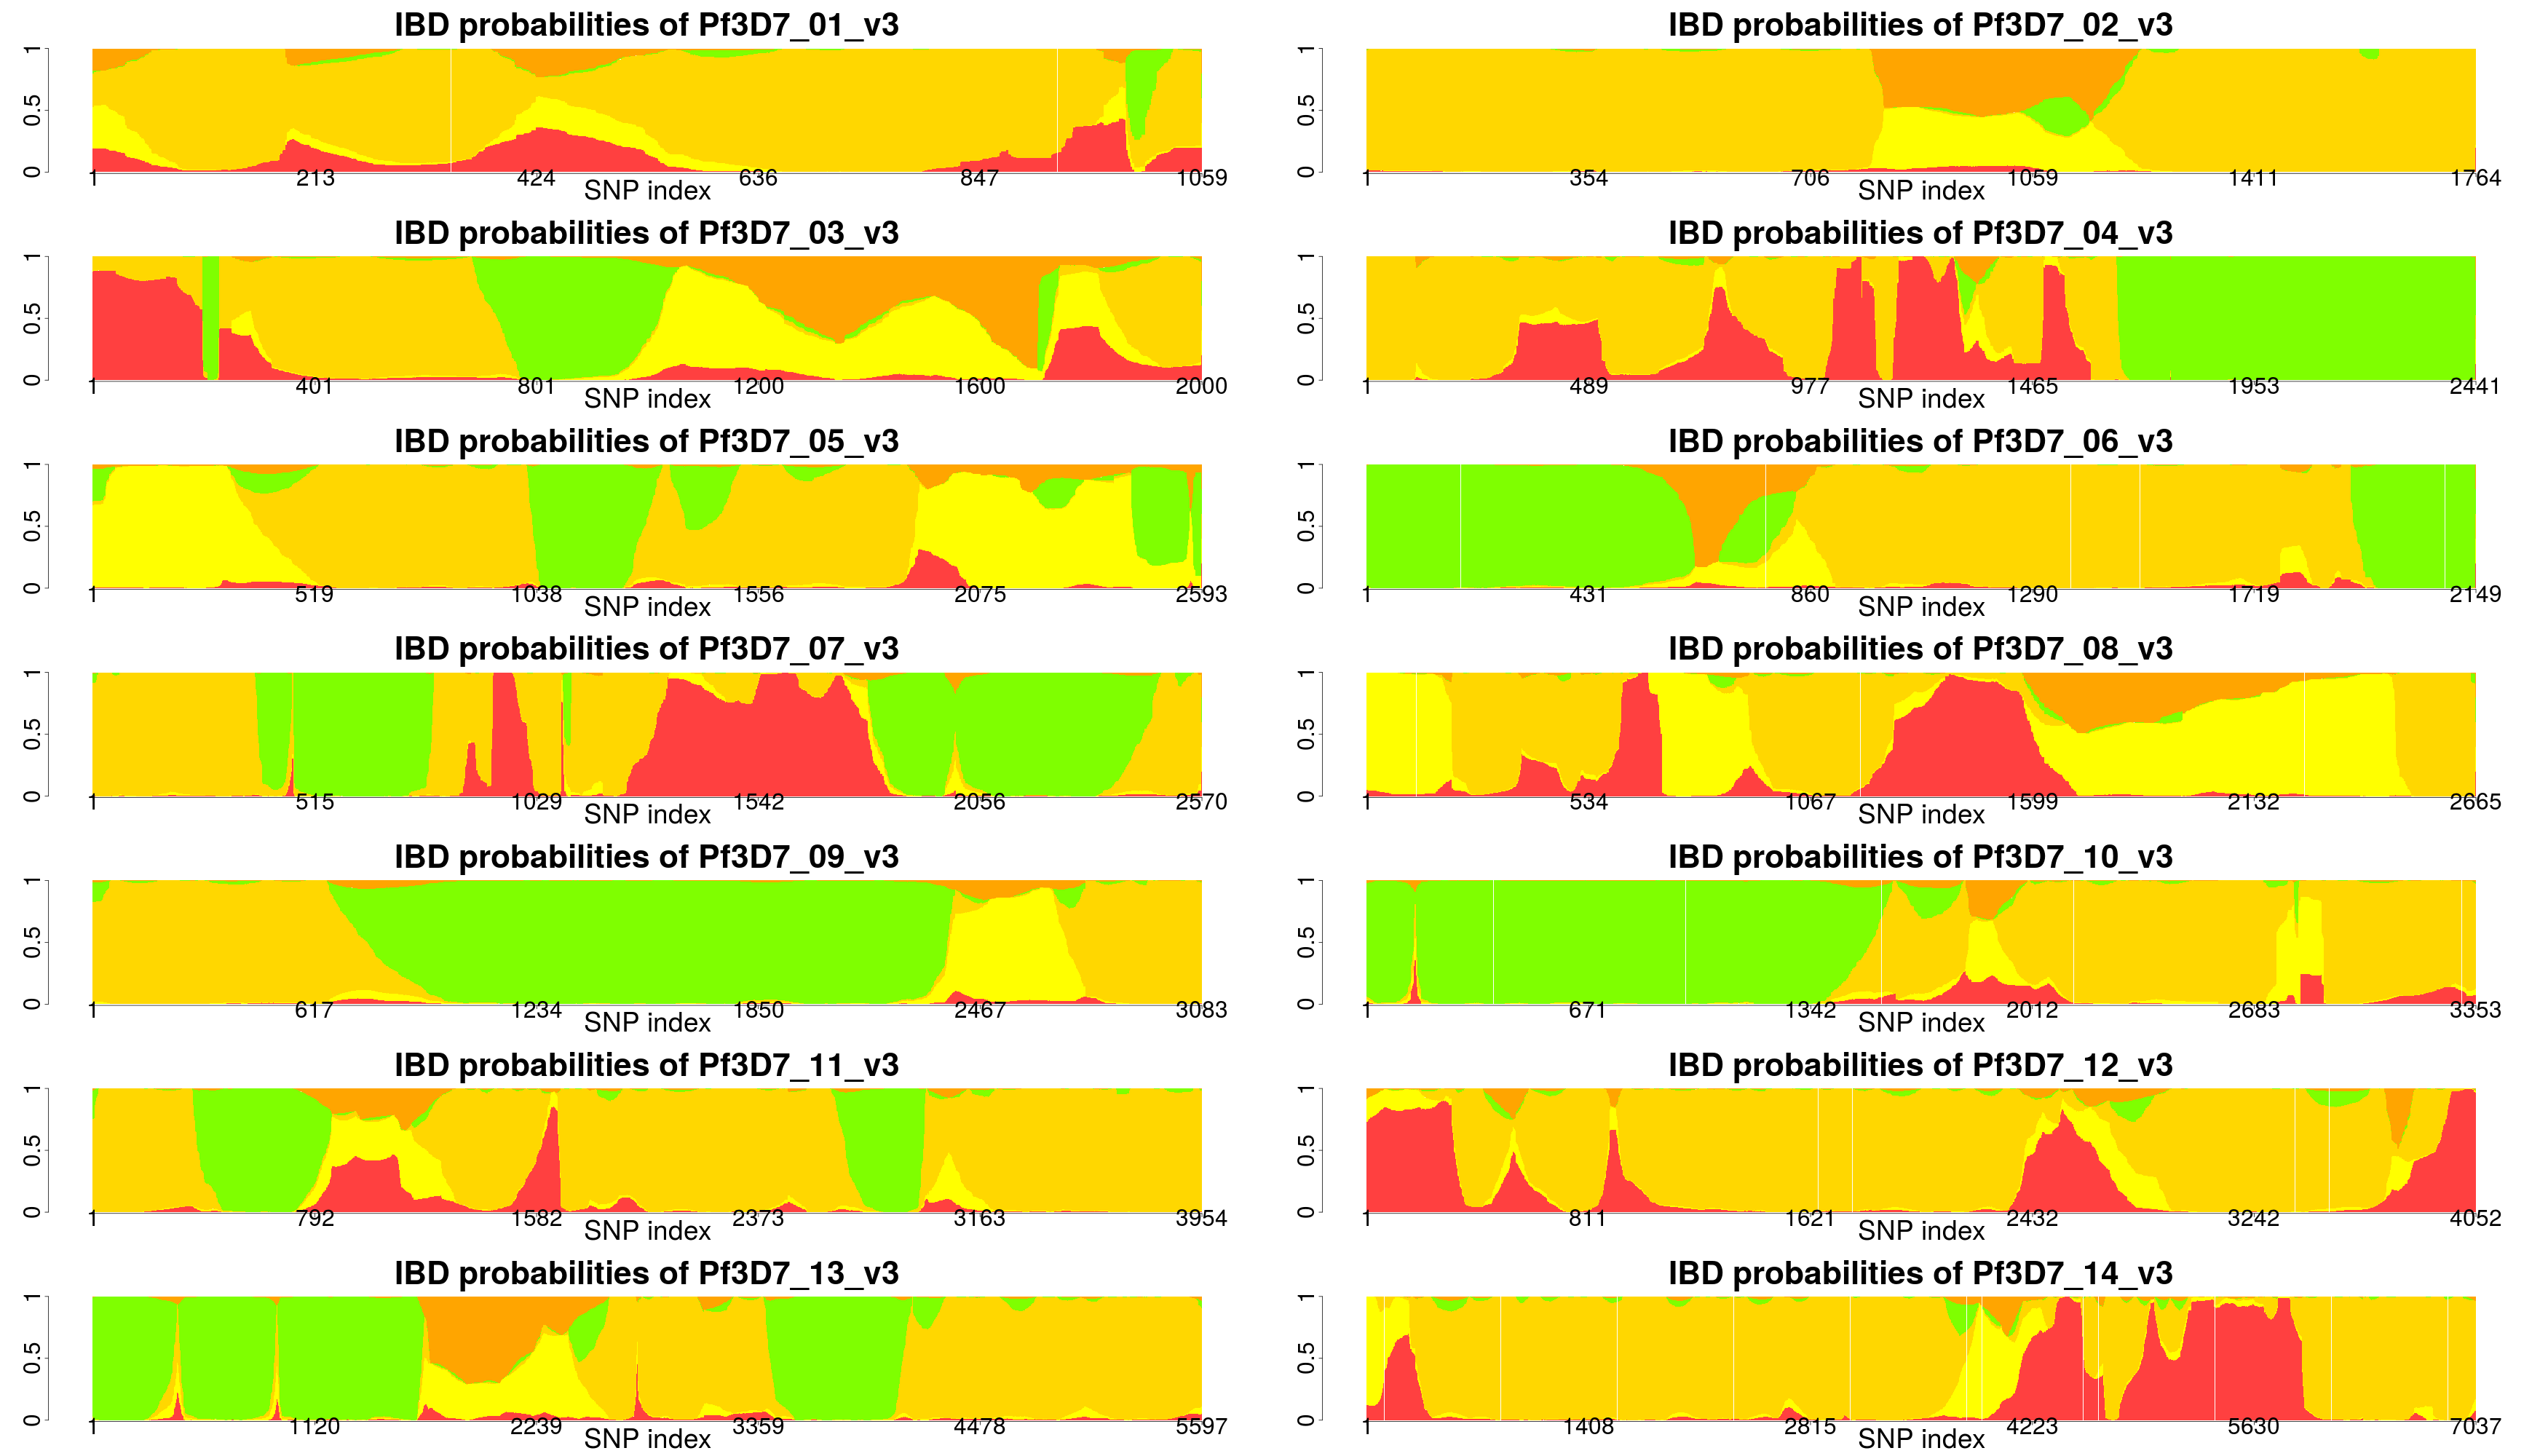 IBD probabilities of Pf3D7_01_v3
0 0.5 1
1 213 424 636 847 1059
SNP index
IBD probabilities of Pf3D7_02_v3
0 0.5 1
1 354 706 1059 1411 1764
SNP index
IBD probabilities of Pf3D7_03_v3
0 0.5 1
1 401 801 1200 1600 2000
SNP index
IBD probabilities of Pf3D7_04_v3
0 0.5 1
1 489 977 1465 1953 2441
SNP index
IBD probabilities of Pf3D7_05_v3
0 0.5 1
1 519 1038 1556 2075 2593
SNP index
IBD probabilities of Pf3D7_06_v3
0 0.5 1
1 431 860 1290 1719 2149
SNP index
IBD probabilities of Pf3D7_07_v3
0 0.5 1
1 515 1029 1542 2056 2570
SNP index
IBD probabilities of Pf3D7_08_v3
0 0.5 1
1 534 1067 1599 2132 2665
SNP index
IBD probabilities of Pf3D7_09_v3
0 0.5 1
1 617 1234 1850 2467 3083
SNP index
IBD probabilities of Pf3D7_10_v3
0 0.5 1
1 671 1342 2012 2683 3353
SNP index
IBD probabilities of Pf3D7_11_v3
0 0.5 1
1 792 1582 2373 3163 3954
SNP index
IBD probabilities of Pf3D7_12_v3
0 0.5 1
1 811 1621 2432 3242 4052
SNP index
IBD probabilities of Pf3D7_13_v3
0 0.5 1
1 1120 2239 3359 4478 5597
SNP index
IBD probabilities of Pf3D7_14_v3
0 0.5 1
1 1408 2815 4223 5630 7037
SNP index